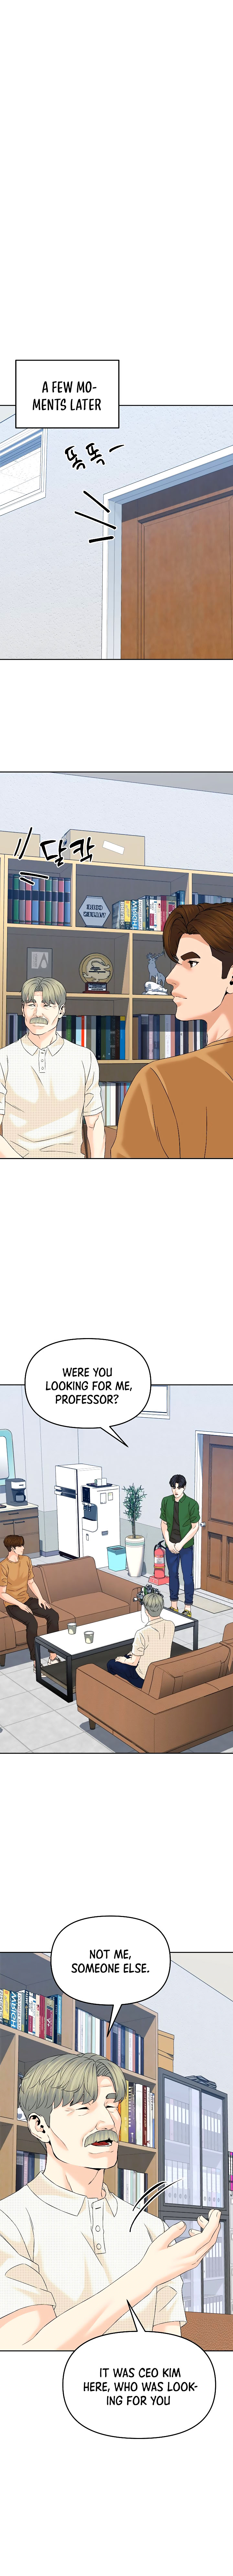 A FEW MO-
MENTS LATER
똑똑-
달칵
WERE YOU
LOOKING FOR ME,
PROFESSOR?
NOT ME,
SOMEONE ELSE.
IT WAS CEO KIM
HERE, WHO WAS LOOK-
ING FOR YOU